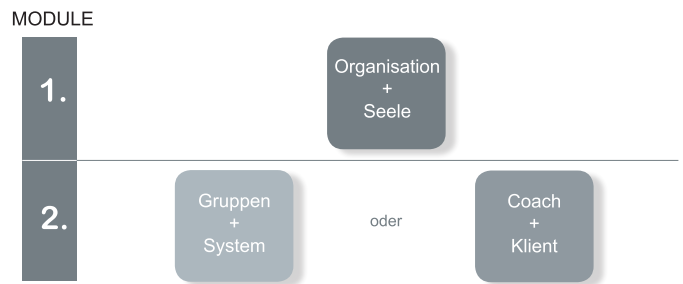 MODULE
1.
Organisation
+
Seele
2.
Gruppen
+
System
oder
Coach
+
Klient